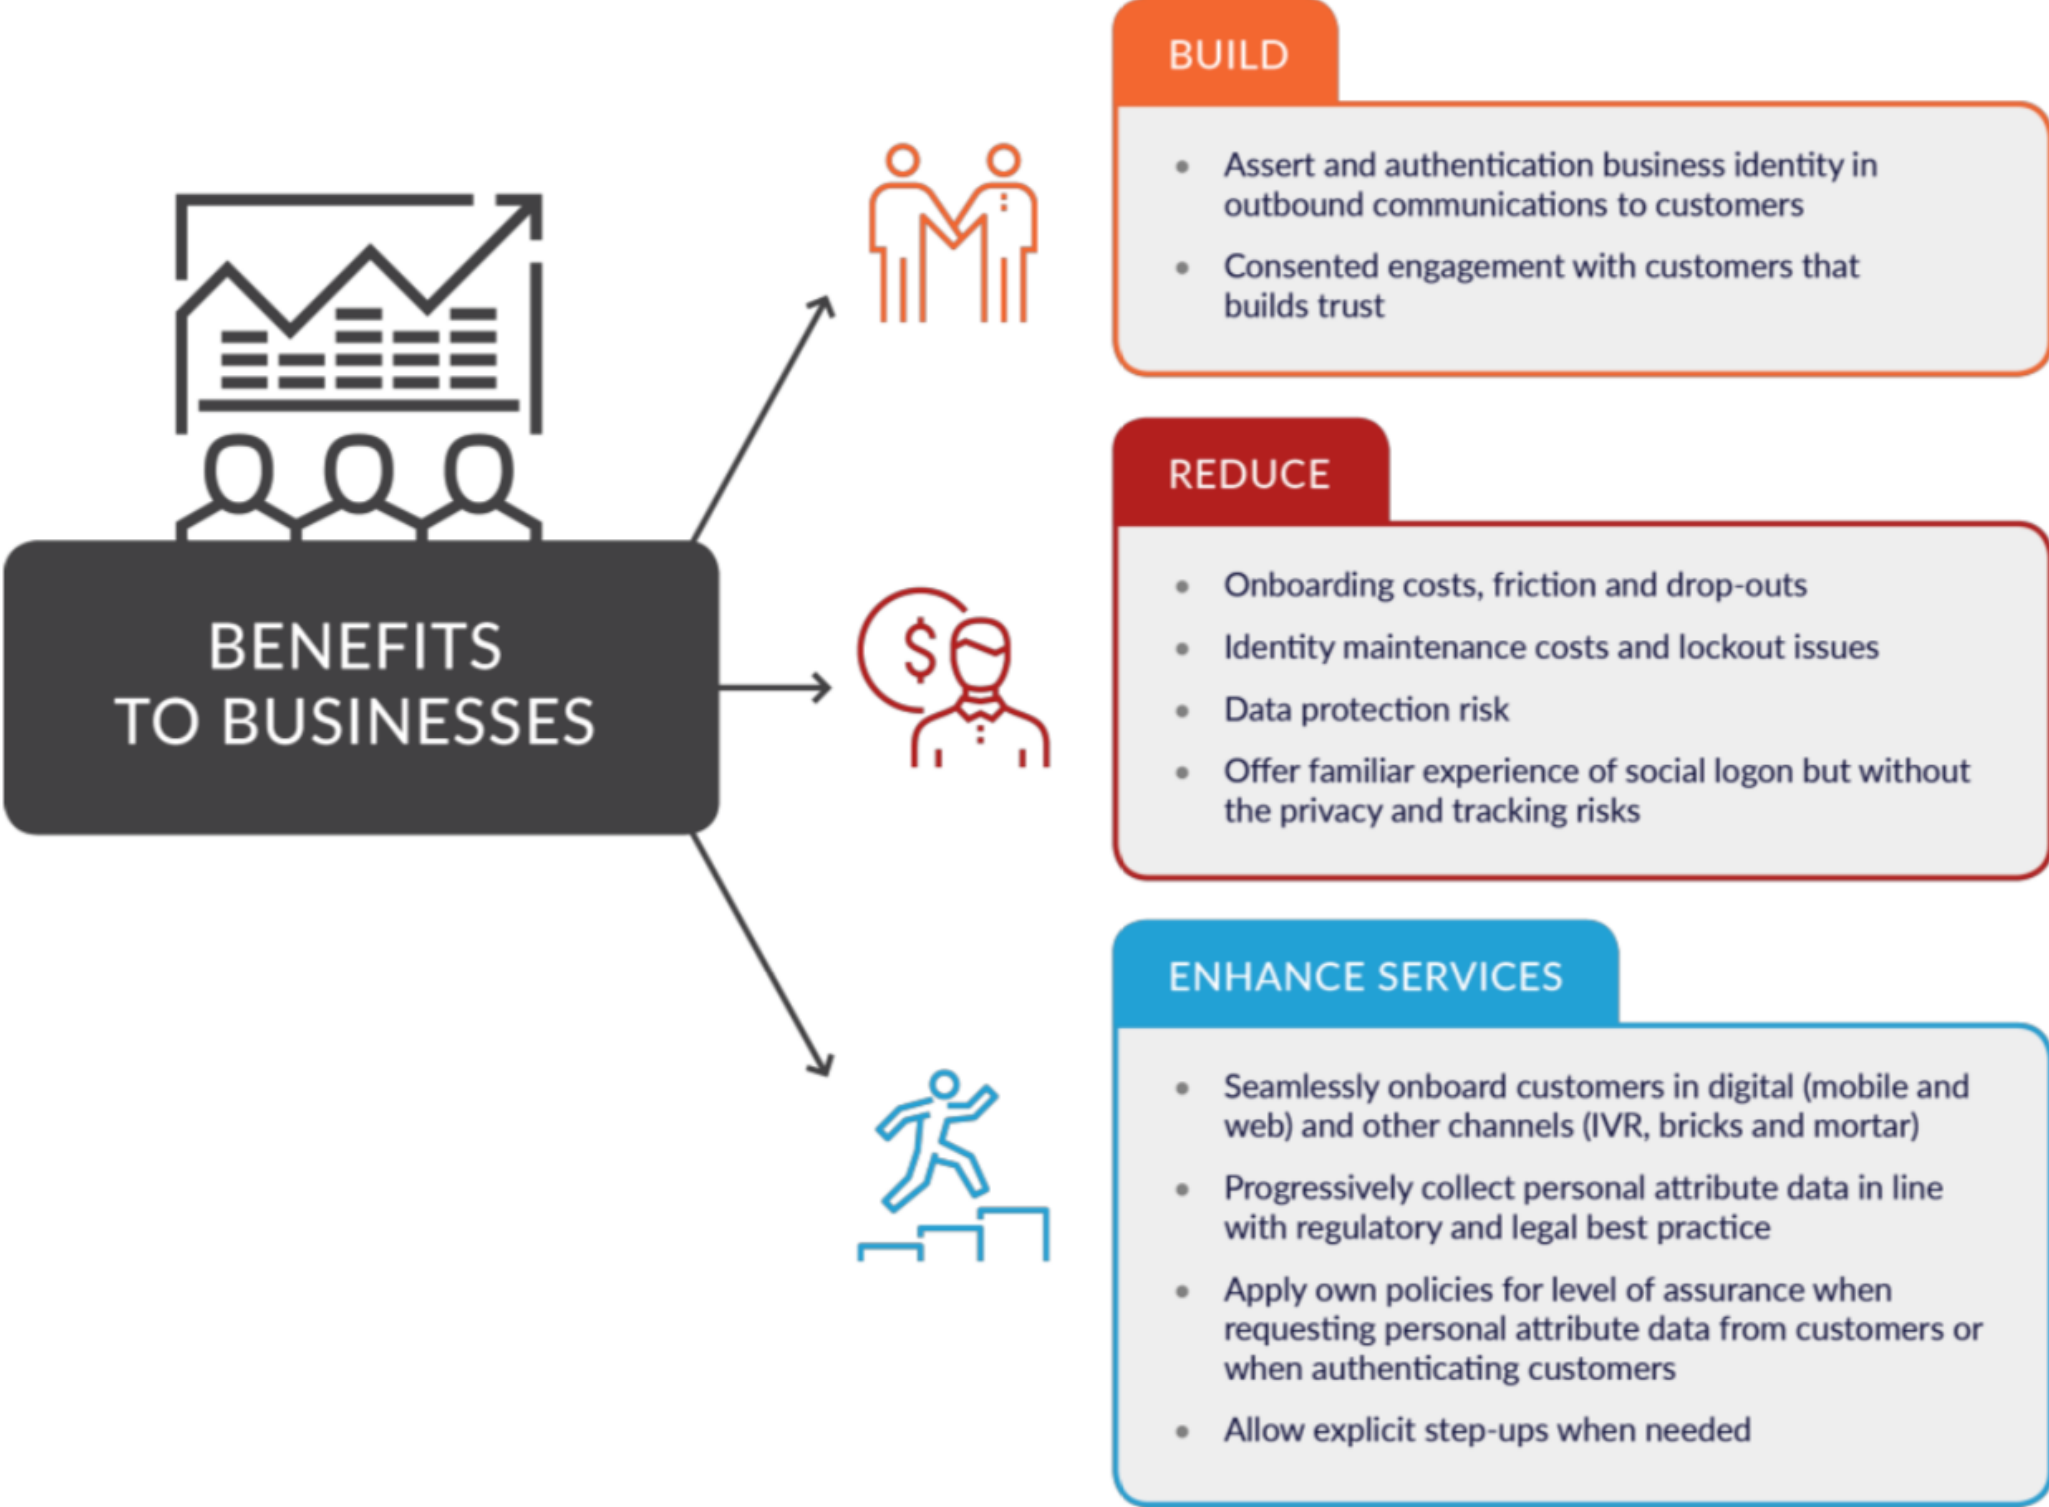 BENEFITS
TO BUSINESSES
BUILD
• Assert and authentication business identity in
outbound communications to customers
• Consented engagement with customers that
builds trust
REDUCE
• Onboarding costs, friction and drop-outs
• Identity maintenance costs and lockout issues
• Data protection risk
• Offer familiar experience of social logon but without
the privacy and tracking risks
ENHANCE SERVICES
• Seamlessly onboard customers in digital (mobile and
web) and other channels (IVR, bricks and mortar)
• Progressively collect personal attribute data in line
with regulatory and legal best practice
• Apply own policies for level of assurance when
requesting personal attribute data from customers or
when authenticating customers
• Allow explicit step-ups when needed